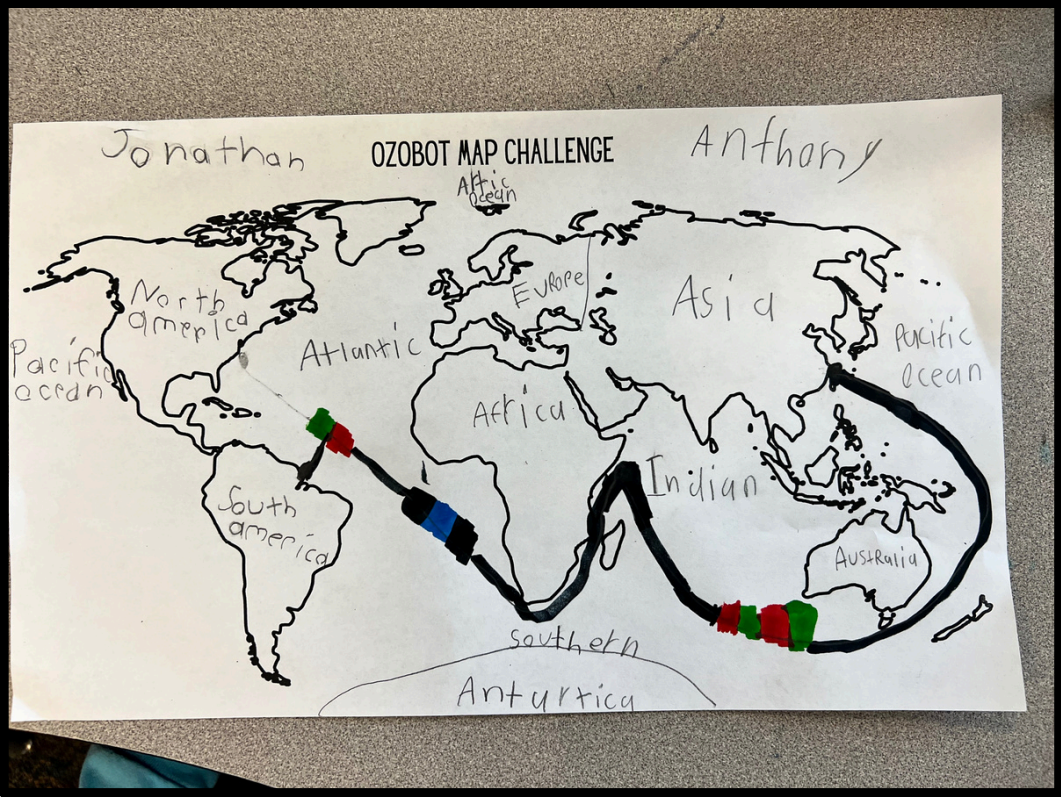 Jonathan
OZOBOT MAP CHALLENGE
Anthony
Artic
Ocean
North
america
Europe
Asia
Pacific
ocean
Atlantic
Pacific
Ocean
Africa
Indian
South
america
AUStRalia
southern
Anturtica